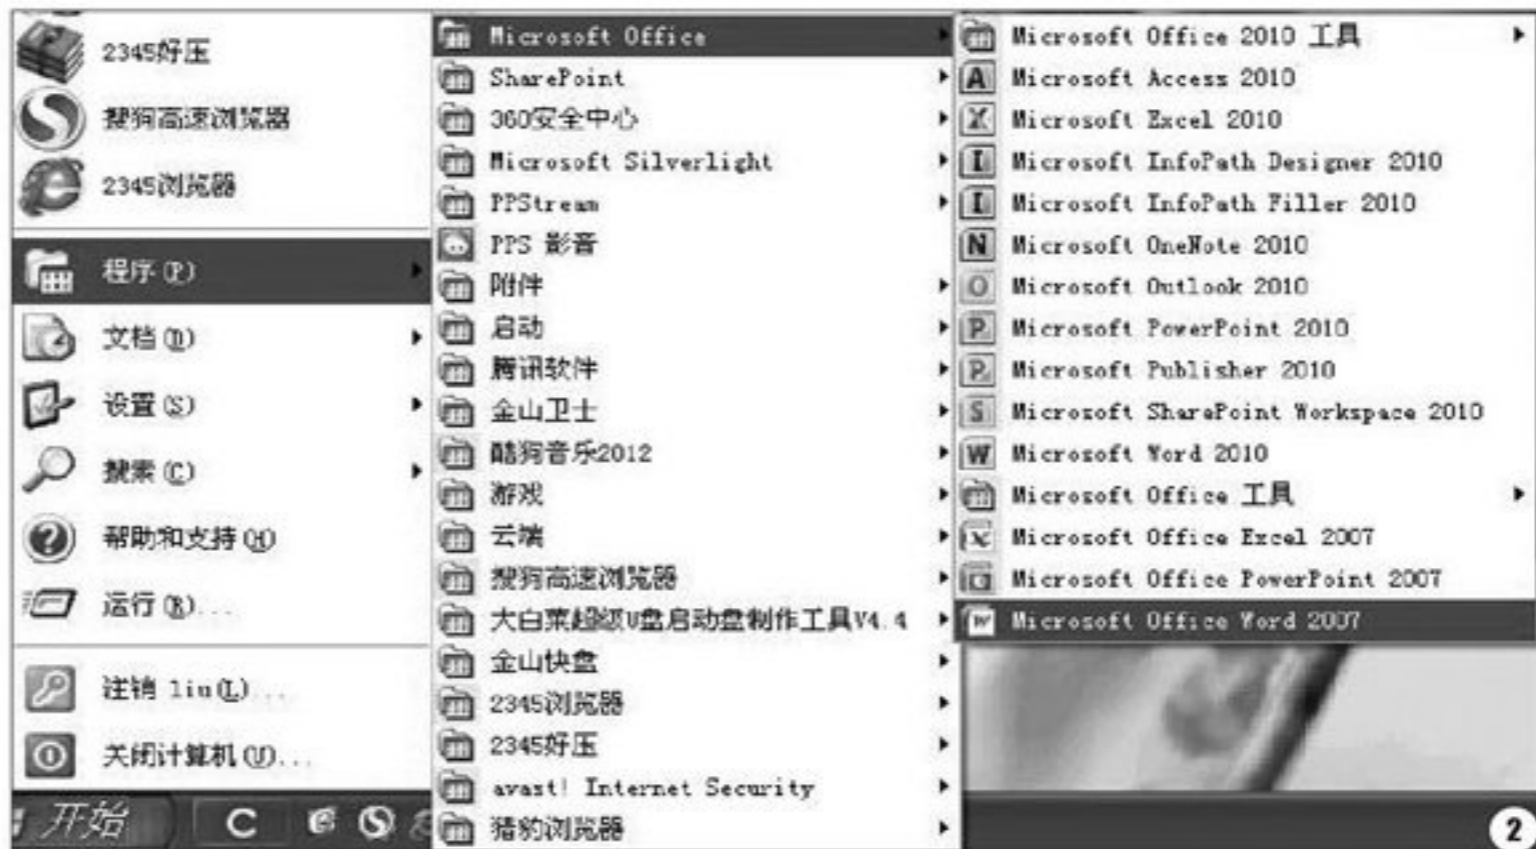 2345好压
搜狗高速浏览器
2345浏览器
程序(P)
文档(D)
设置(S)
搜索(C)
帮助和支持(H)
运行(R)...
注销 liu(L)...
关闭计算机(U)...
开始
Microsoft Office
SharePoint
360安全中心
Microsoft Silverlight
PPStream
PPS 影音
附件
启动
腾讯软件
金山卫士
酷狗音乐2012
游戏
云端
搜狗高速浏览器
大白菜超级U盘启动盘制作工具V4.4
金山快盘
2345浏览器
2345好压
avast! Internet Security
猎豹浏览器
Microsoft Office 2010 工具
Microsoft Access 2010
Microsoft Excel 2010
Microsoft InfoPath Designer 2010
Microsoft InfoPath Filler 2010
Microsoft OneNote 2010
Microsoft Outlook 2010
Microsoft PowerPoint 2010
Microsoft Publisher 2010
Microsoft SharePoint Workspace 2010
Microsoft Word 2010
Microsoft Office 工具
Microsoft Office Excel 2007
Microsoft Office PowerPoint 2007
Microsoft Office Word 2007
2